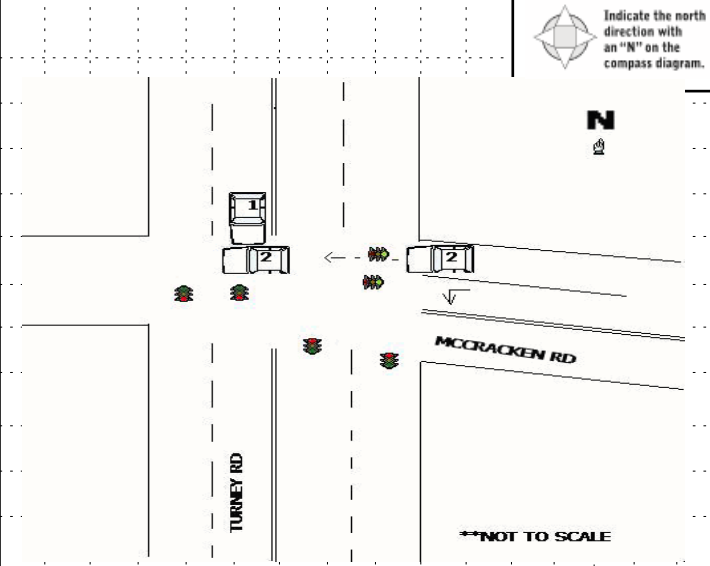 Indicate the north
direction with
an “N” on the
compass diagram.
N
1
2
2
MCCRACKEN RD
TURNEY RD
**NOT TO SCALE